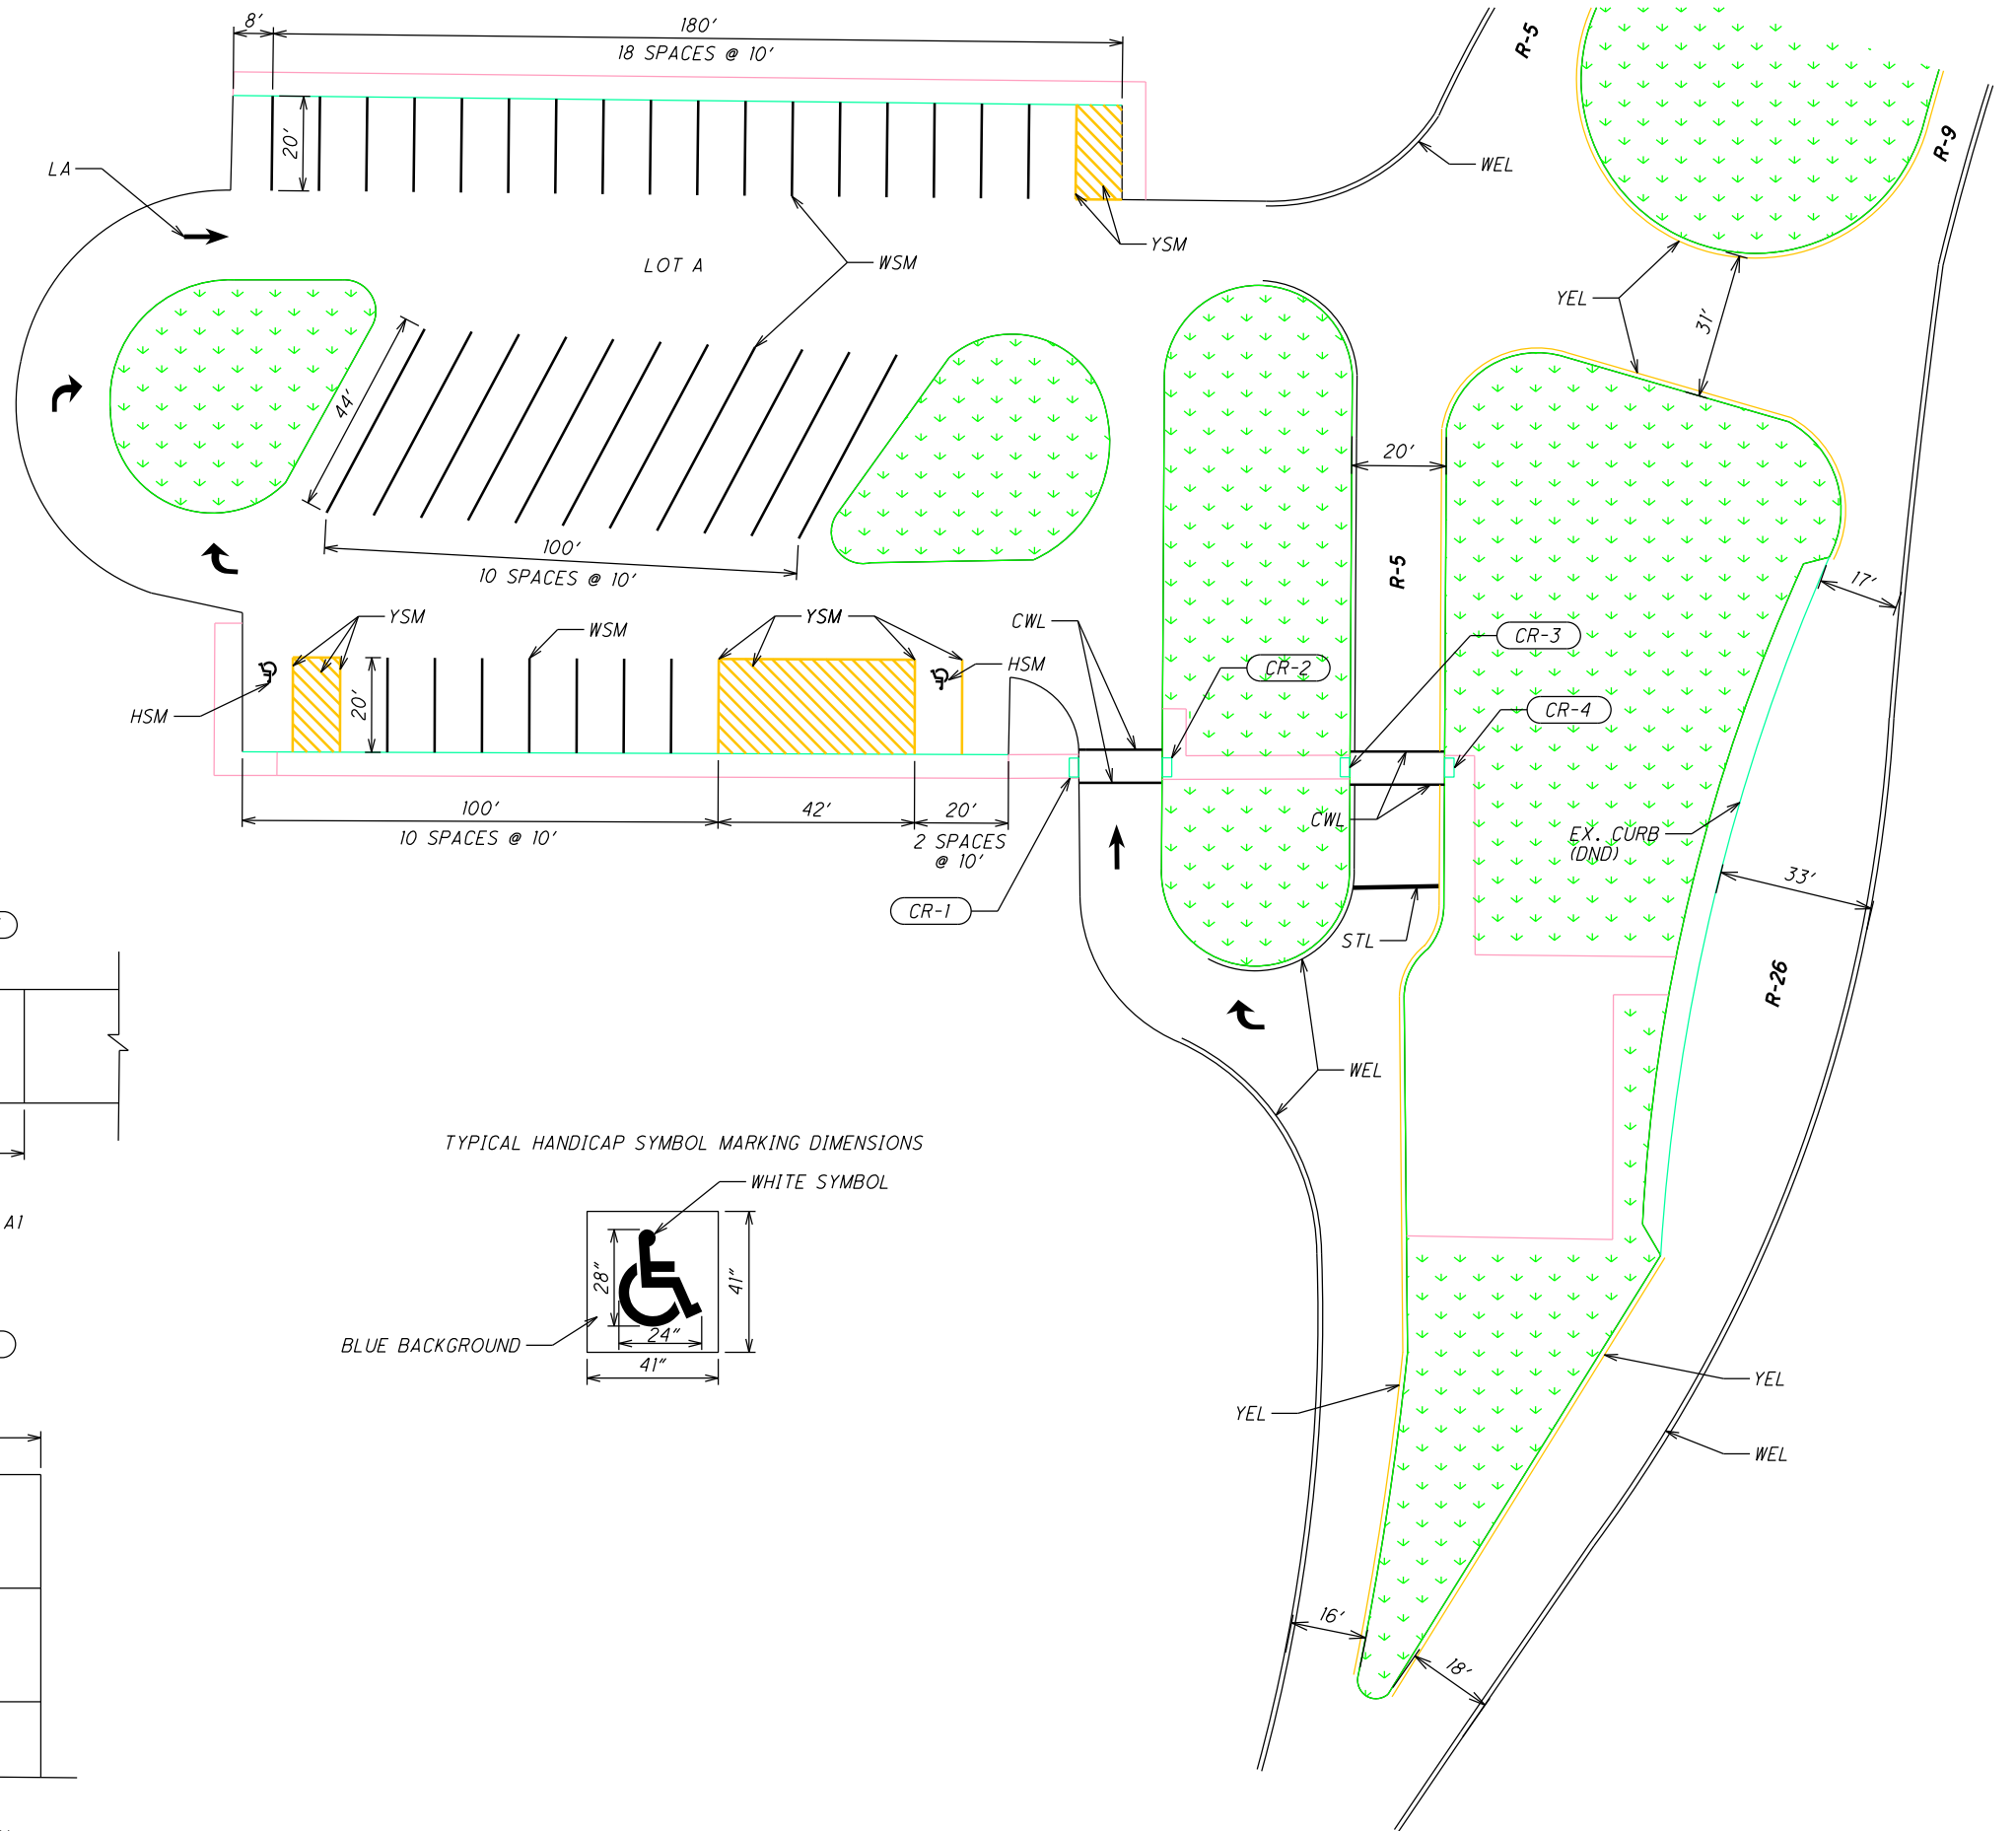 8'
180'
18 SPACES @ 10'
R-5
R-9
20'
LA
WEL
YSM
LOT A
WSM
YEL
31'
44'
20'
100'
10 SPACES @ 10'
R-5
17'
YSM
WSM
YSM
CWL
CR-3
HSM
CR-2
HSM
20'
CR-4
100'
10 SPACES @ 10'
42'
20'
2 SPACES
@ 10'
CWL
EX. CURB
(DND)
33'
CR-1
STL
R-26
WEL
TYPICAL HANDICAP SYMBOL MARKING DIMENSIONS
WHITE SYMBOL
A1
28"
41"
24"
BLUE BACKGROUND
41"
YEL
YEL
WEL
16'
18'